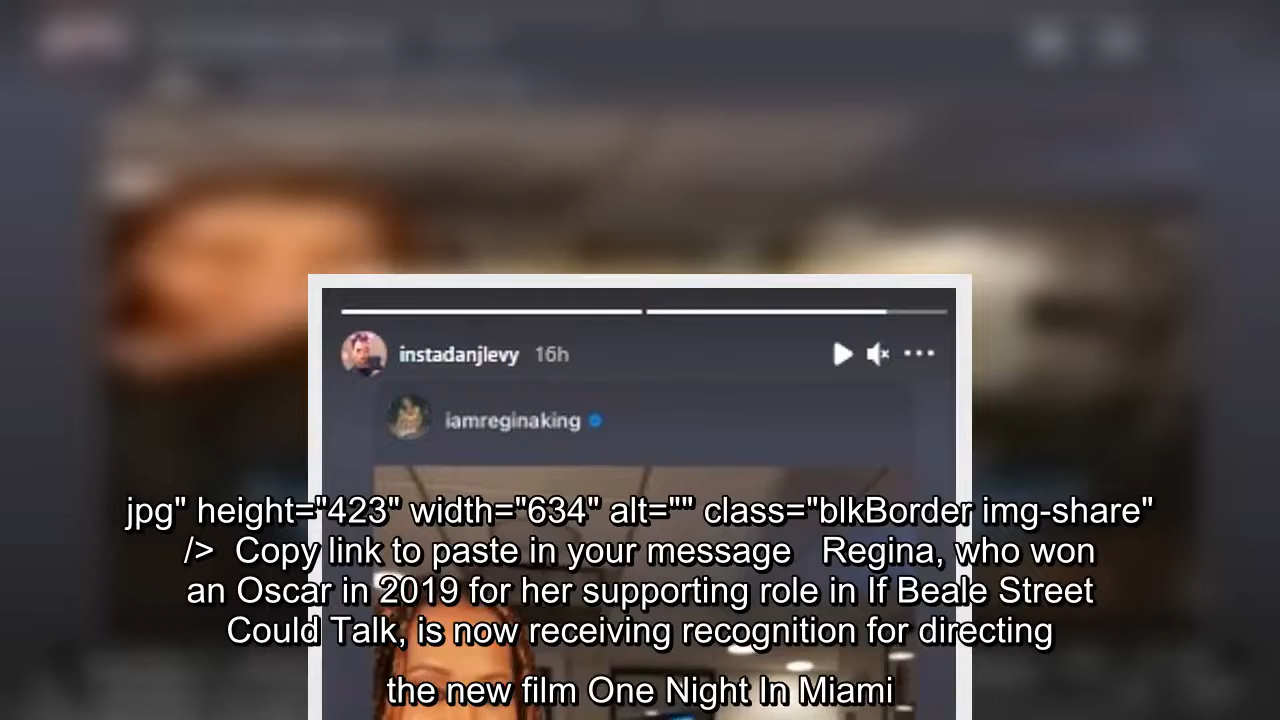 instadanjlevy 16h
iamreginaking
jpg" height="423" width="634" alt="" class="blkBorder img-share"
/> Copy link to paste in your message Regina, who won
an Oscar in 2019 for her supporting role in If Beale Street
Could Talk, is now receiving recognition for directing
the new film One Night In Miami